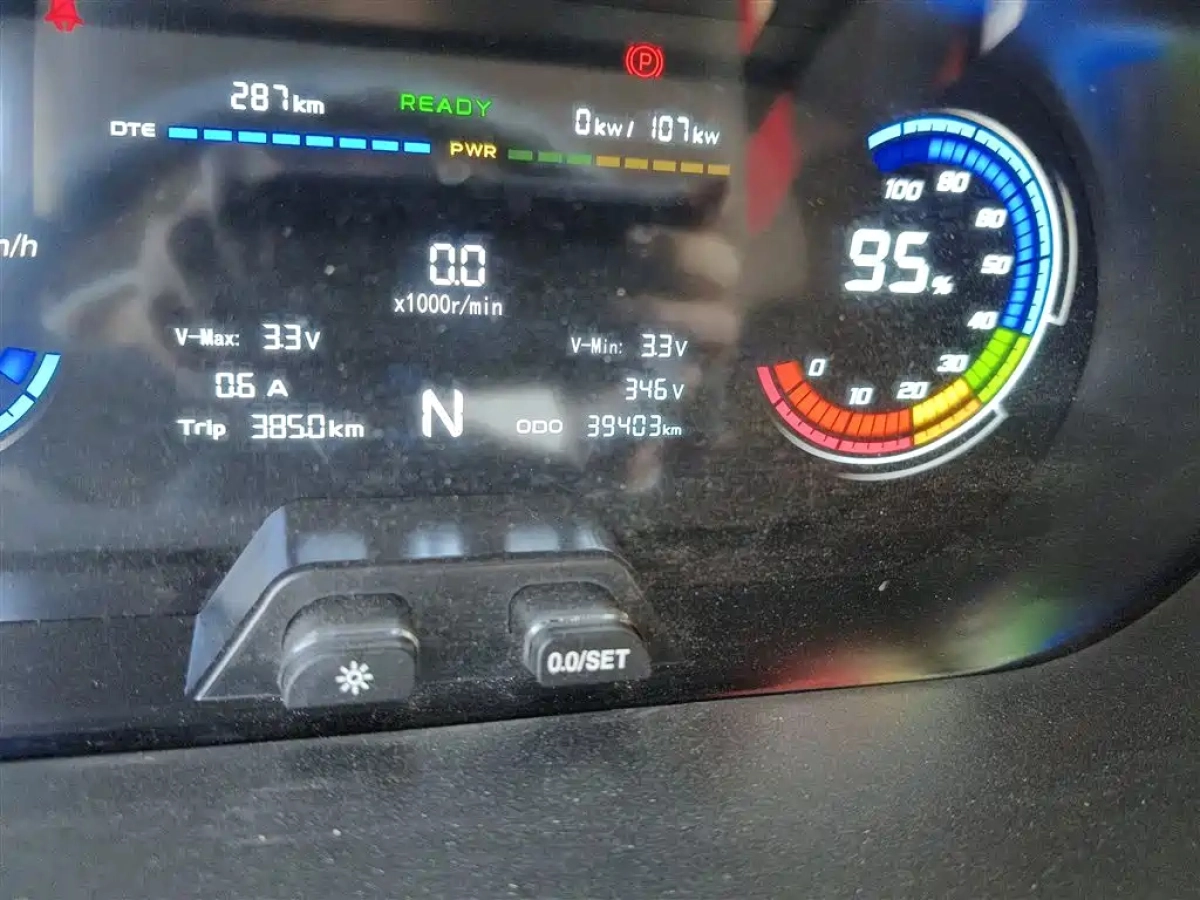 P
287km
READY
0kw/ 107kw
DTE
PWR
100
80
/h
60
0.0
95%
50
x1000r/min
40
V-Max: 3.3V
V-Min: 3.3V
30
0
20
10
0.6 A
346 V
Trip 385.0km
N
ODO 39403km
0.0/SET